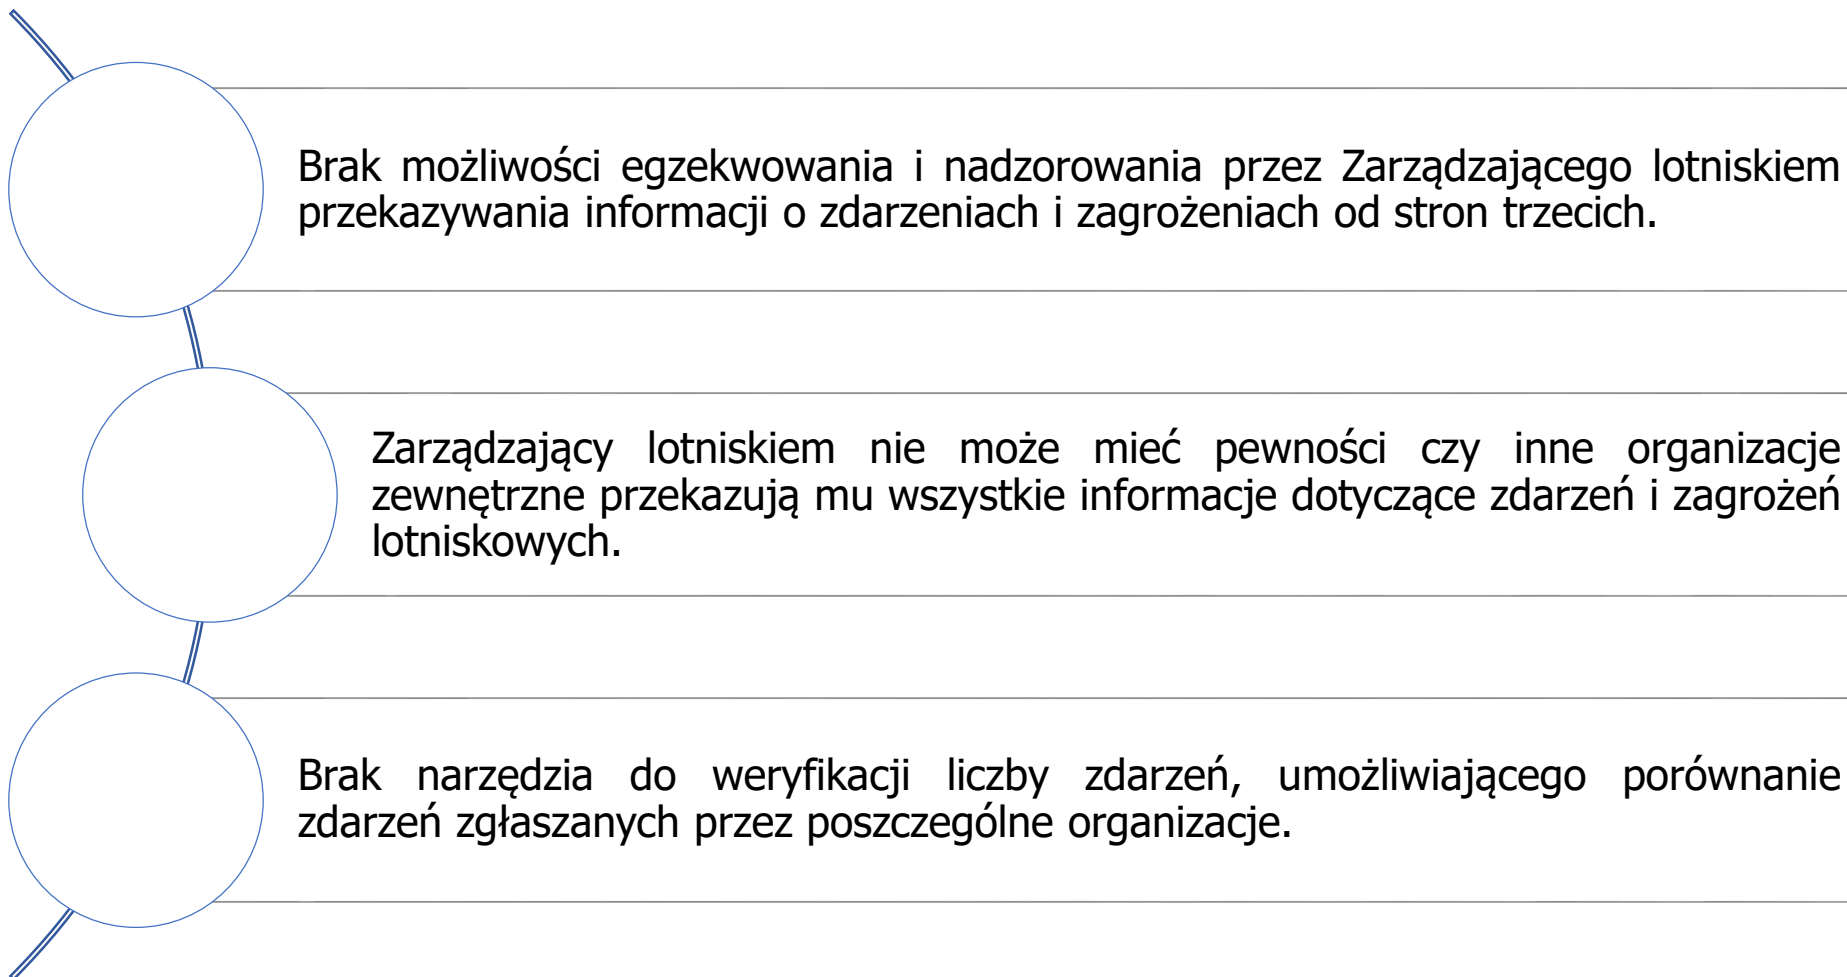 Brak możliwości egzekwowania i nadzorowania przez Zarządzającego lotniskiem
przekazywania informacji o zdarzeniach i zagrożeniach od stron trzecich.
Zarządzający lotniskiem nie może mieć pewności czy inne organizacje
zewnętrzne przekazują mu wszystkie informacje dotyczące zdarzeń i zagrożeń
lotniskowych.
Brak narzędzia do weryfikacji liczby zdarzeń, umożliwiającego porównanie
zdarzeń zgłaszanych przez poszczególne organizacje.